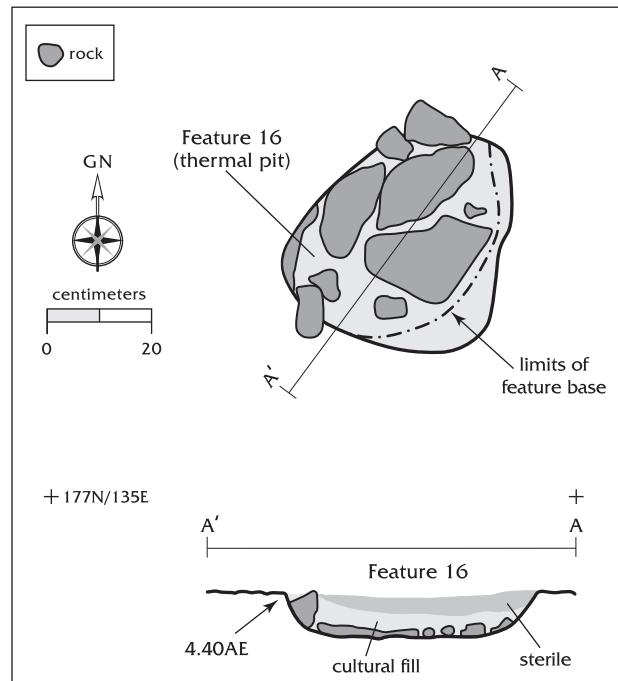 rock
A
Feature 16
(thermal pit)
GN
centimeters
0 20
A'
limits of
feature base
177N/135E
A' A
Feature 16
4.40AE
cultural fill
sterile